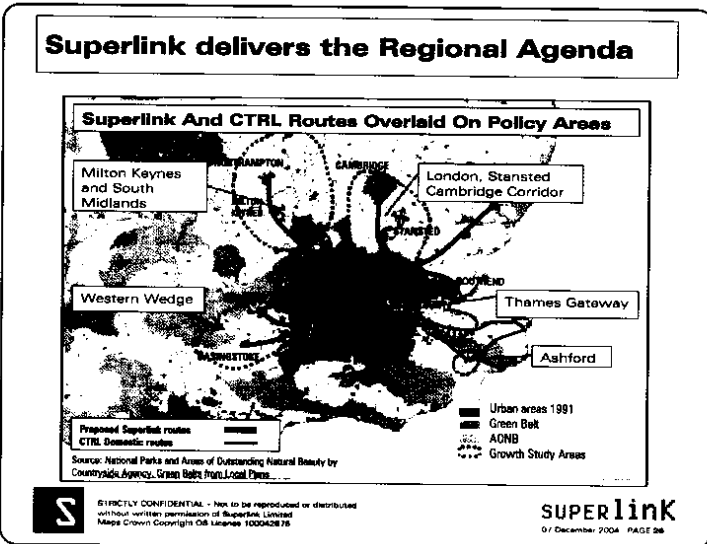 Superlink delivers the Regional Agenda
Superlink And CTRL Routes Overlaid On Policy Areas
Milton Keynes
and South
Midlands
CAMBRIDGE
London, Stansted
Cambridge Corridor
STANSTED
Western Wedge
Thames Gateway
BASINGSTOKE
Ashford
Proposed Superlink routes
CTRL Domestic routes
Urban areas 1991
Green Belt
AONB
Growth Study Areas
Source: National Parks and Areas of Outstanding Natural Beauty by
Countryside Agency, Green Belts from Local Plans
S
STRICTLY CONFIDENTIAL - Not to be reproduced or distributed
without written permission of Superlink Limited
Maps Crown Copyright OS License 100042675
SUPERlinK
07 December 2004 PAGE 26